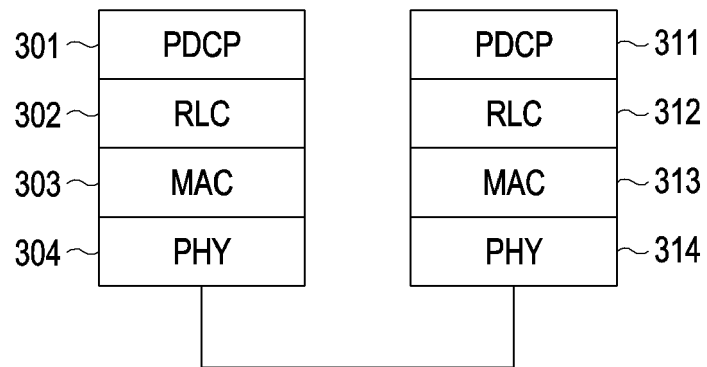 301 PDCP PDCP 311
302 RLC RLC 312
303 MAC MAC 313
304 PHY PHY 314